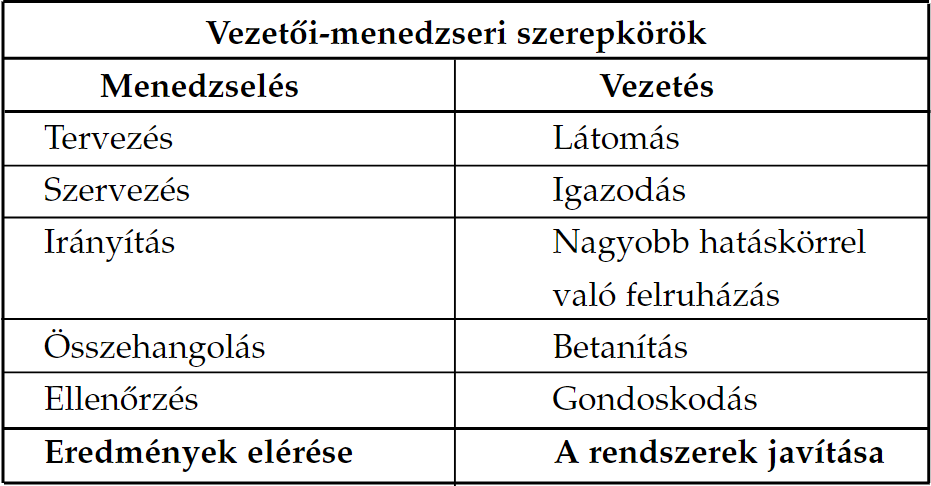 Vezetői-menedzseri szerepkörök
Menedzselés Vezetés
Tervezés Látomás
Szervezés Igazodás
Irányítás Nagyobb hatáskörrel
való felruházás
Összehangolás Betanítás
Ellenőrzés Gondoskodás
Eredmények elérése A rendszerek javítása